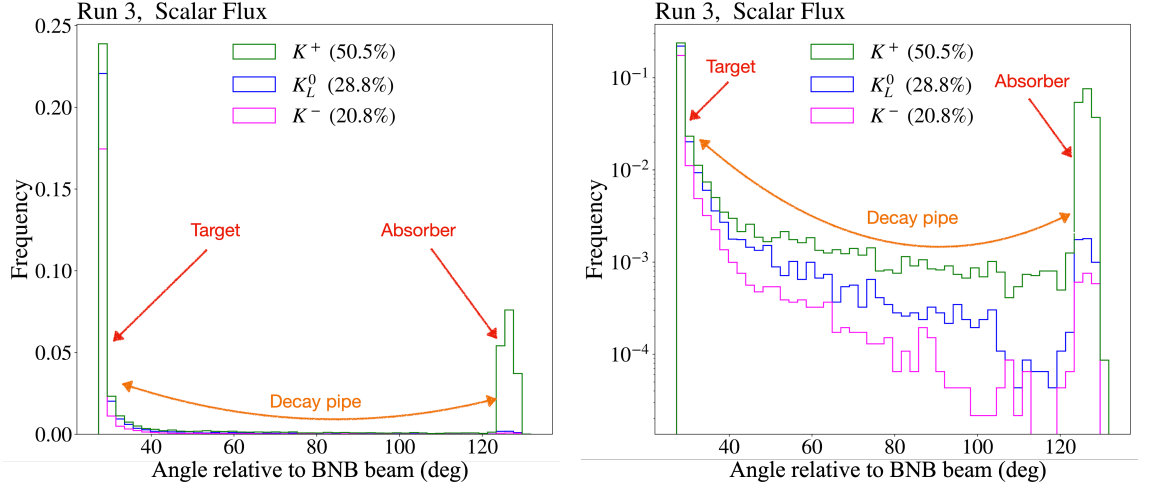 Run 3, Scalar Flux
0.25
0.20
0.15
0.10
0.05
0.00
Frequency
K+ (50.5%)
K0L (28.8%)
K− (20.8%)
Target
Absorber
Decay pipe
40 60 80 100 120
Angle relative to BNB beam (deg)
Run 3, Scalar Flux
10−1
10−2
10−3
10−4
Frequency
K+ (50.5%)
K0L (28.8%)
K− (20.8%)
Target
Absorber
Decay pipe
40 60 80 100 120
Angle relative to BNB beam (deg)